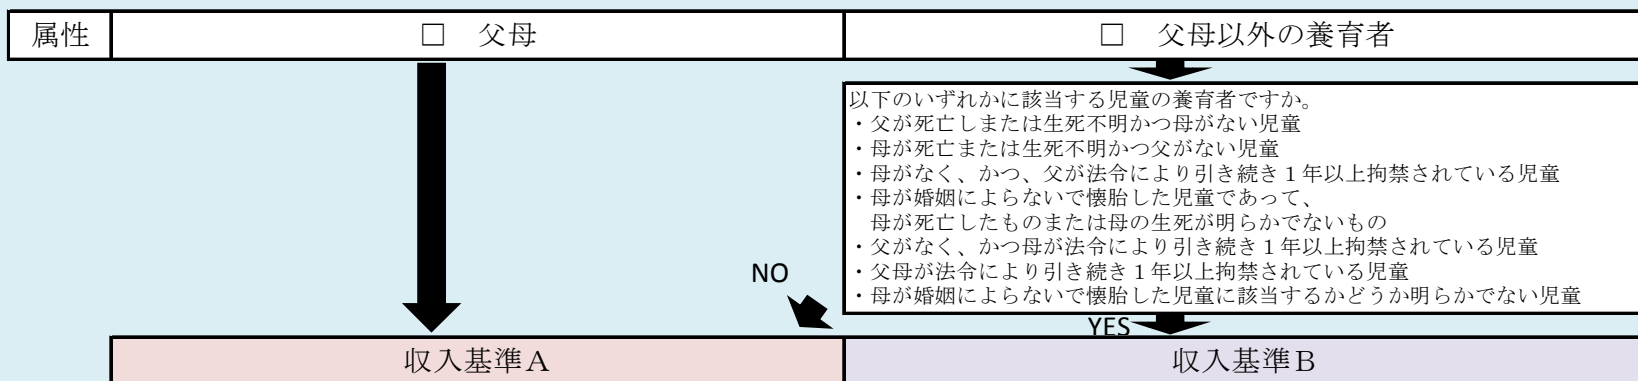 属性
□ 父母
□ 父母以外の養育者
以下のいずれかに該当する児童の養育者ですか。
・父が死亡しまたは生死不明かつ母がない児童
・母が死亡または生死不明かつ父がない児童
・母がなく、かつ、父が法令により引き続き１年以上拘禁されている児童
・母が婚姻によらないで懐胎した児童であって、
母が死亡したものまたは母の生死が明らかでないもの
・父がなく、かつ母が法令により引き続き１年以上拘禁されている児童
・父母が法令により引き続き１年以上拘禁されている児童
・母が婚姻によらないで懐胎した児童に該当するかどうか明らかでない児童
NO
YES
収入基準Ａ
収入基準Ｂ